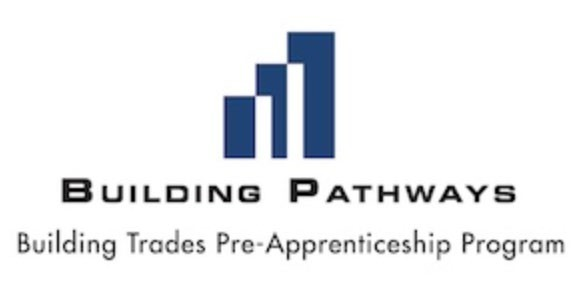 BUILDING PATHWAYS
Building Trades Pre-Apprenticeship Program